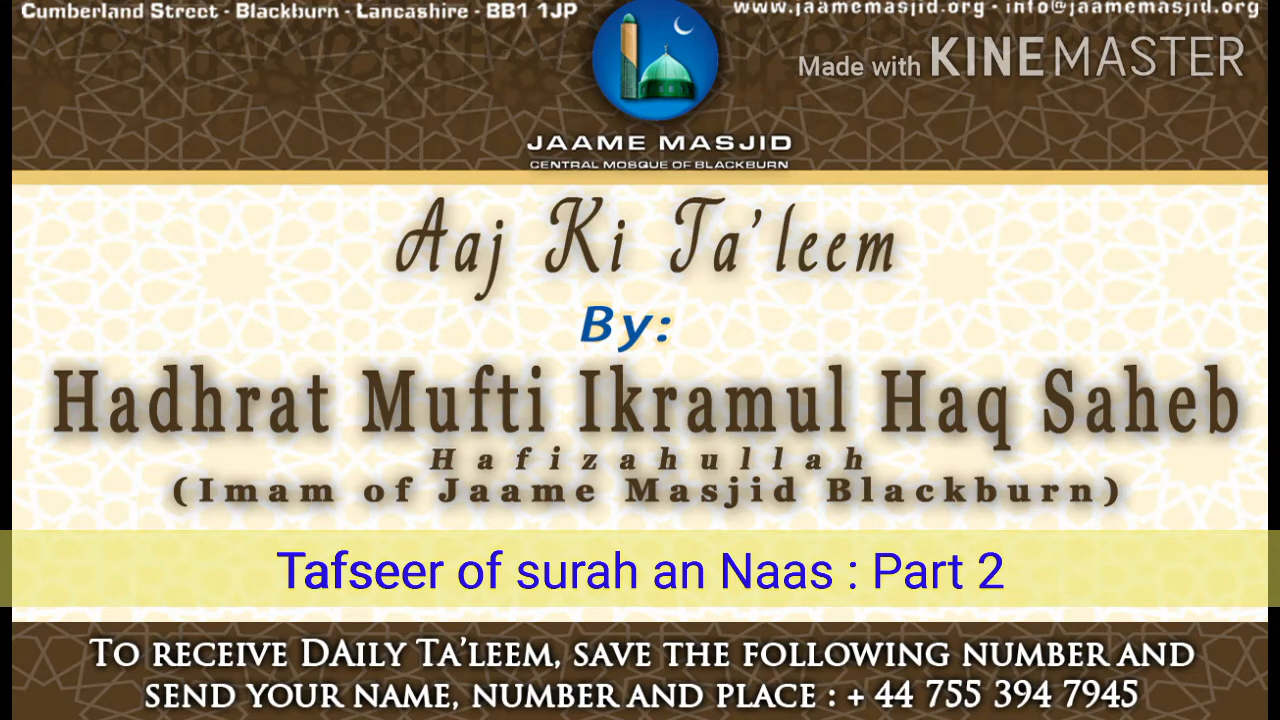 Cumberland Street - Blackburn - Lancashire - BB1 1JP
www.jaamemasjid.org - info@jaamemasjid.org
Made with KINEMASTER
JAAME MASJID
CENTRAL MOSQUE OF BLACKBURN
Aaj Ki Ta'leem
By:
Hadhrat Mufti Ikramul Haq Saheb
Hafizahullah
(Imam of Jaame Masjid Blackburn)
Tafseer of surah an Naas : Part 2
TO RECEIVE DAILY TA'LEEM, SAVE THE FOLLOWING NUMBER AND
SEND YOUR NAME, NUMBER AND PLACE : + 44 755 394 7945